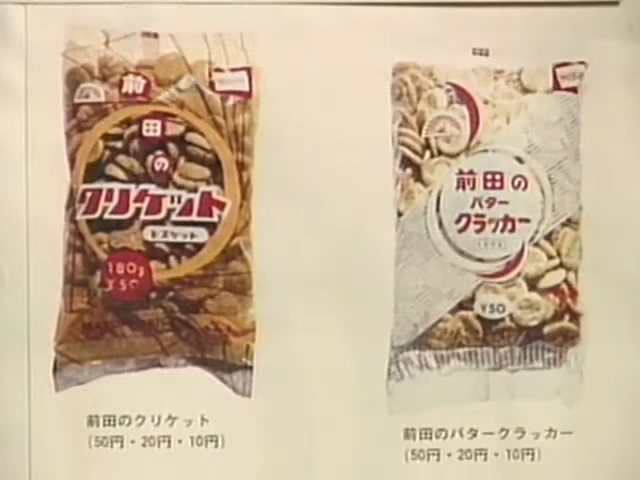 前
田
の
クリケット
ビスケット
180g
¥50
前田のクリケット
(50円・20円・10円)
前田の
バター
クラッカー
¥50
前田のバタークラッカー
(50円・20円・10円)